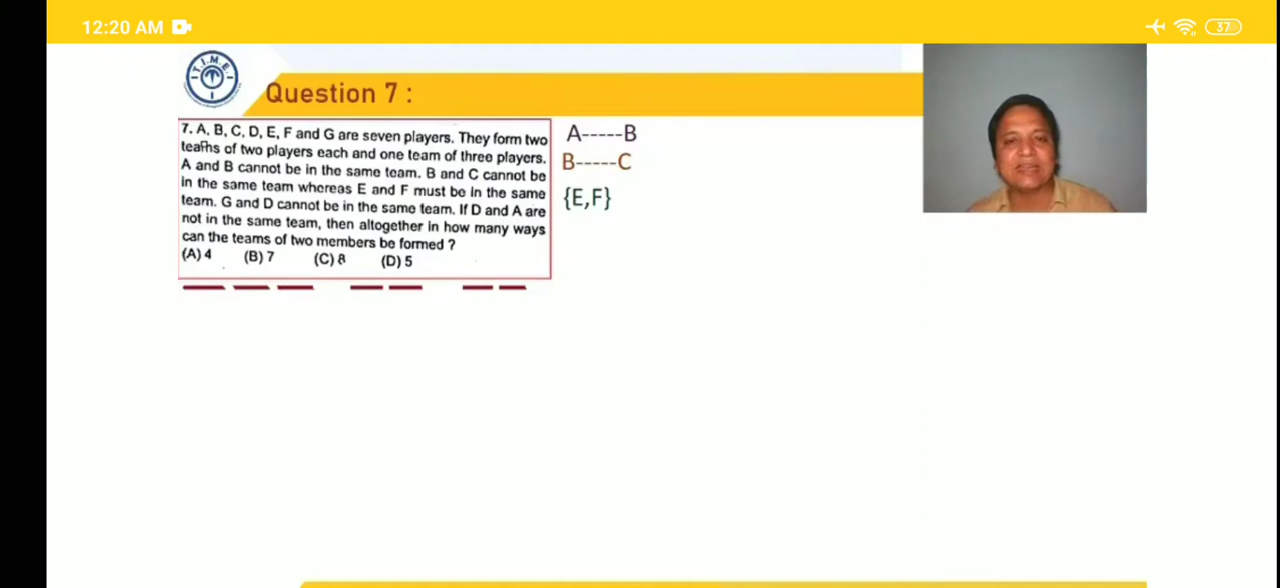 12:20 AM
37
T.I.M.E.
Question 7 :
7. A, B, C, D, E, F and G are seven players. They form two
teams of two players each and one team of three players.
A and B cannot be in the same team. B and C cannot be
in the same team whereas E and F must be in the same
team. G and D cannot be in the same team. If D and A are
not in the same team, then altogether in how many ways
can the teams of two members be formed ?
(A) 4 (B) 7 (C) 8 (D) 5
A-----B
B-----C
{E,F}